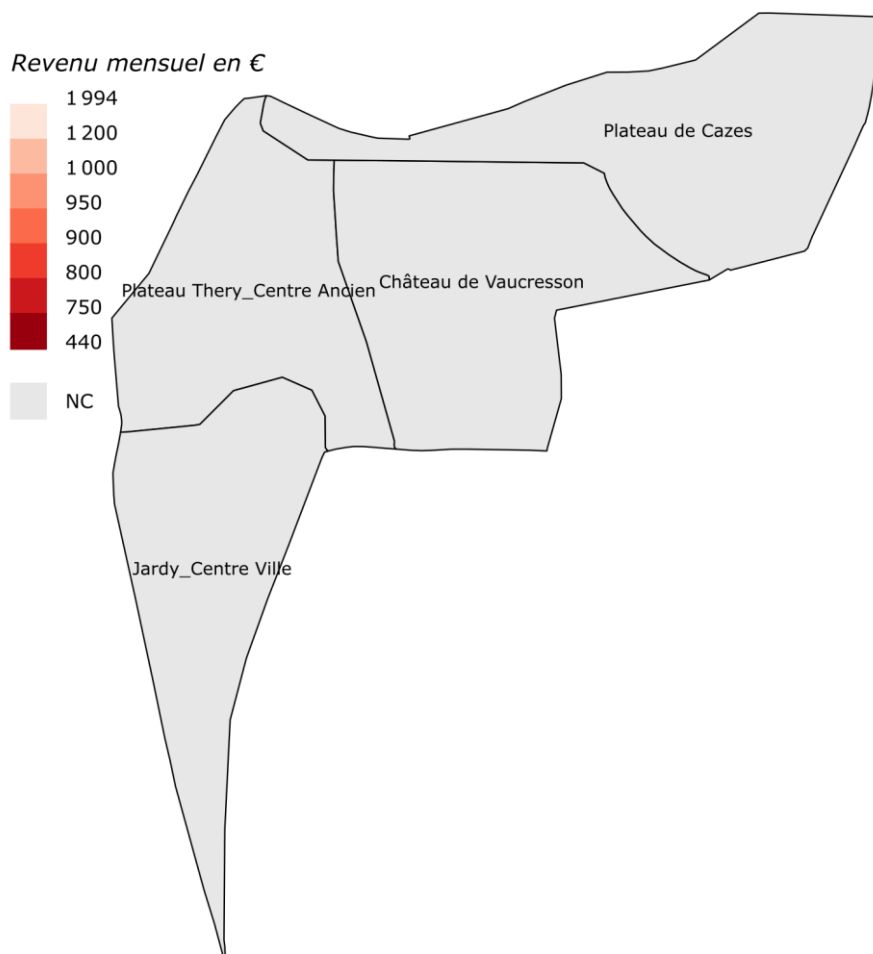 Revenu mensuel en €
1 994
1 200
1 000
950
900
800
750
440
NC
Plateau de Cazes
Château de Vaucresson
Plateau Thery_Centre Ancien
Jardy_Centre Ville